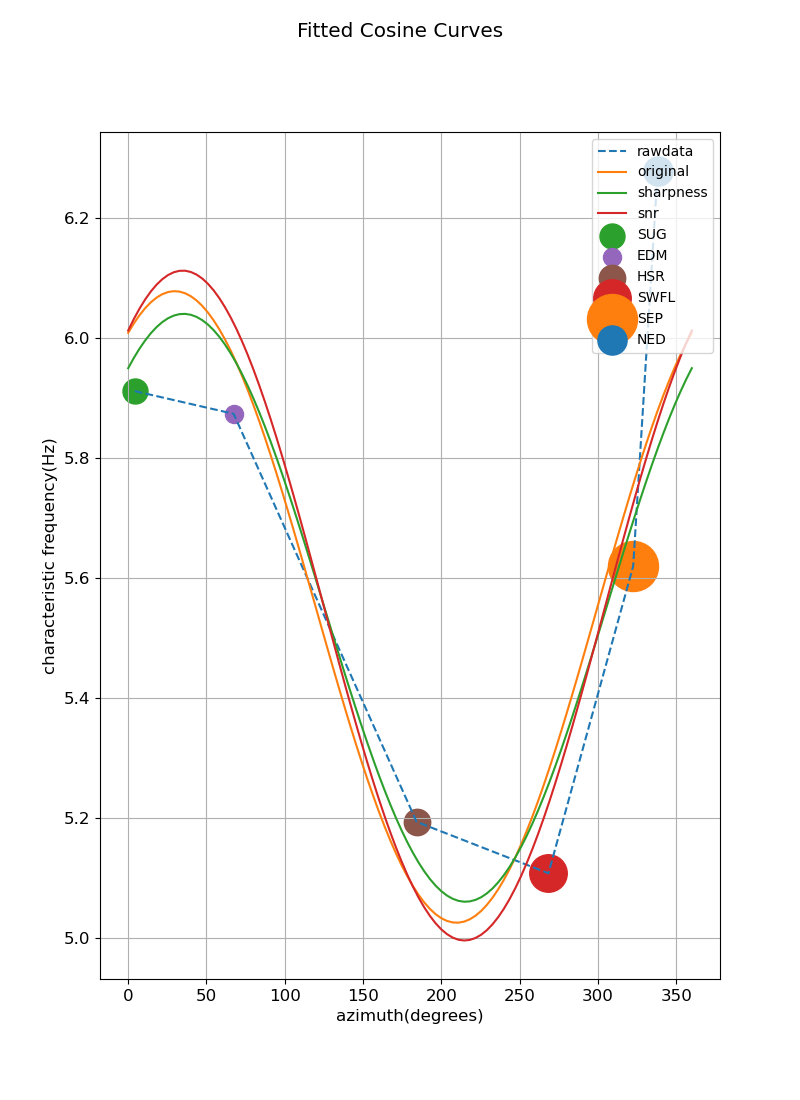 Fitted Cosine Curves
rawdata
original
sharpness
snr
SUG
EDM
HSR
SWFL
SEP
NED
characteristic frequency(Hz)
6.2
6.0
5.8
5.6
5.4
5.2
5.0
0 50 100 150 200 250 300 350
azimuth(degrees)